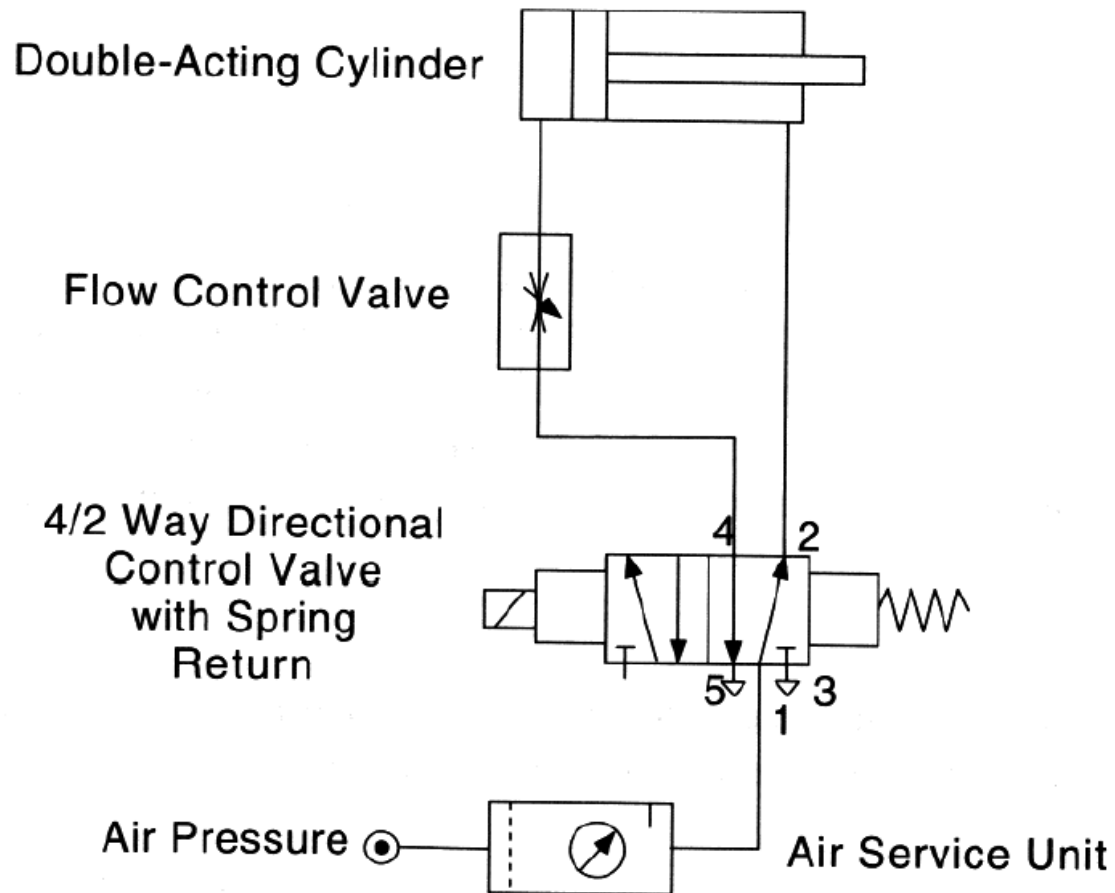 Double-Acting Cylinder
Flow Control Valve
4/2 Way Directional
Control Valve
with Spring
Return
4
2
5
3
1
Air Pressure
Air Service Unit